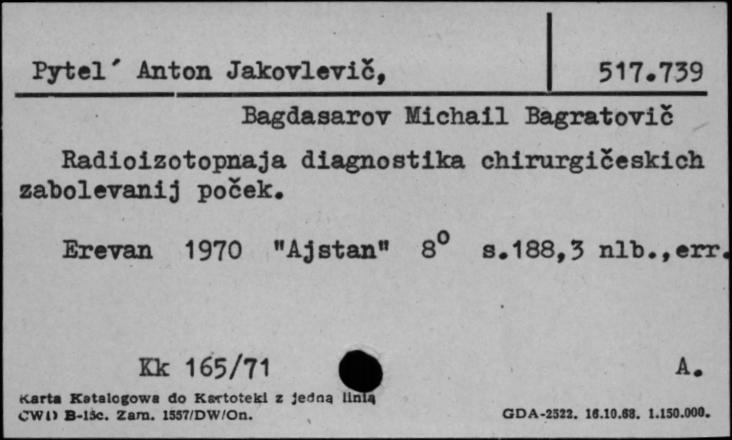 Pytel´ Anton Jakovlevič, 517.739
Bagdasarov Michail Bagratovič
Radioizotopnaja diagnostika chirurgičeskich
zabolevanij poček.
Erevan 1970 "Ajstan" 8° s.188,3 nlb.,err.
Kk 165/71 A.
Karta Katalogowa do Kartoteki z jedną linią
CWD B-15c. Zam. 1557/DW/On. GDA-2522. 16.10.68. 1.150.000.